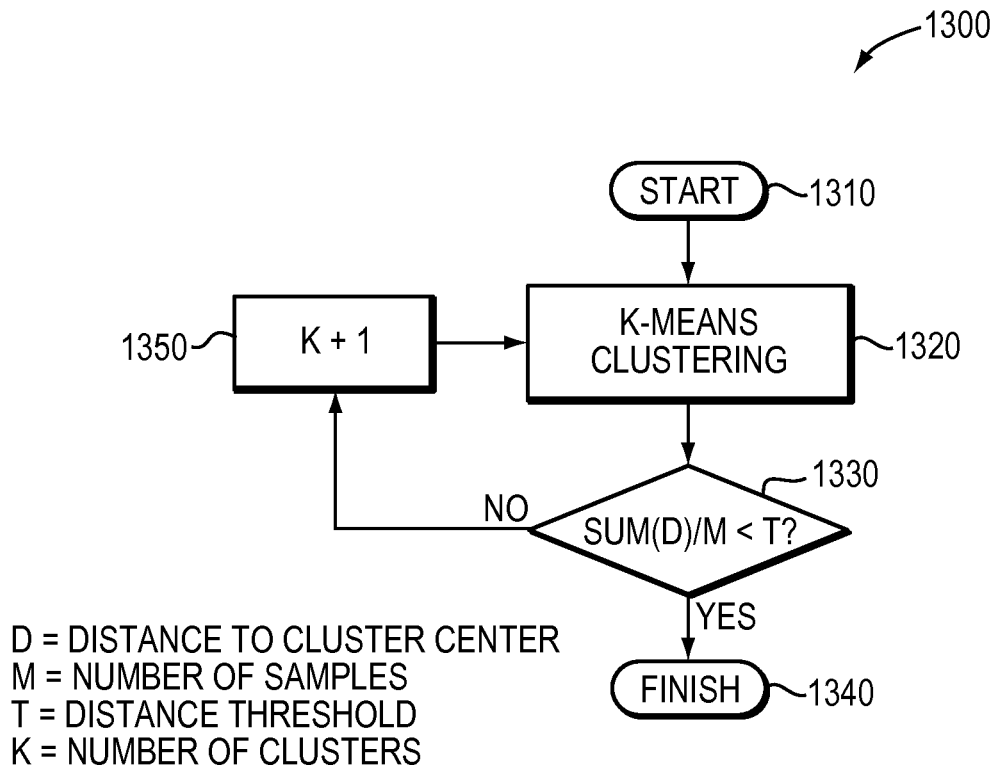 1300
START
1310
K-MEANS
CLUSTERING
1320
K + 1
1350
1330
SUM(D)/M < T?
NO
YES
FINISH
1340
D = DISTANCE TO CLUSTER CENTER
M = NUMBER OF SAMPLES
T = DISTANCE THRESHOLD
K = NUMBER OF CLUSTERS